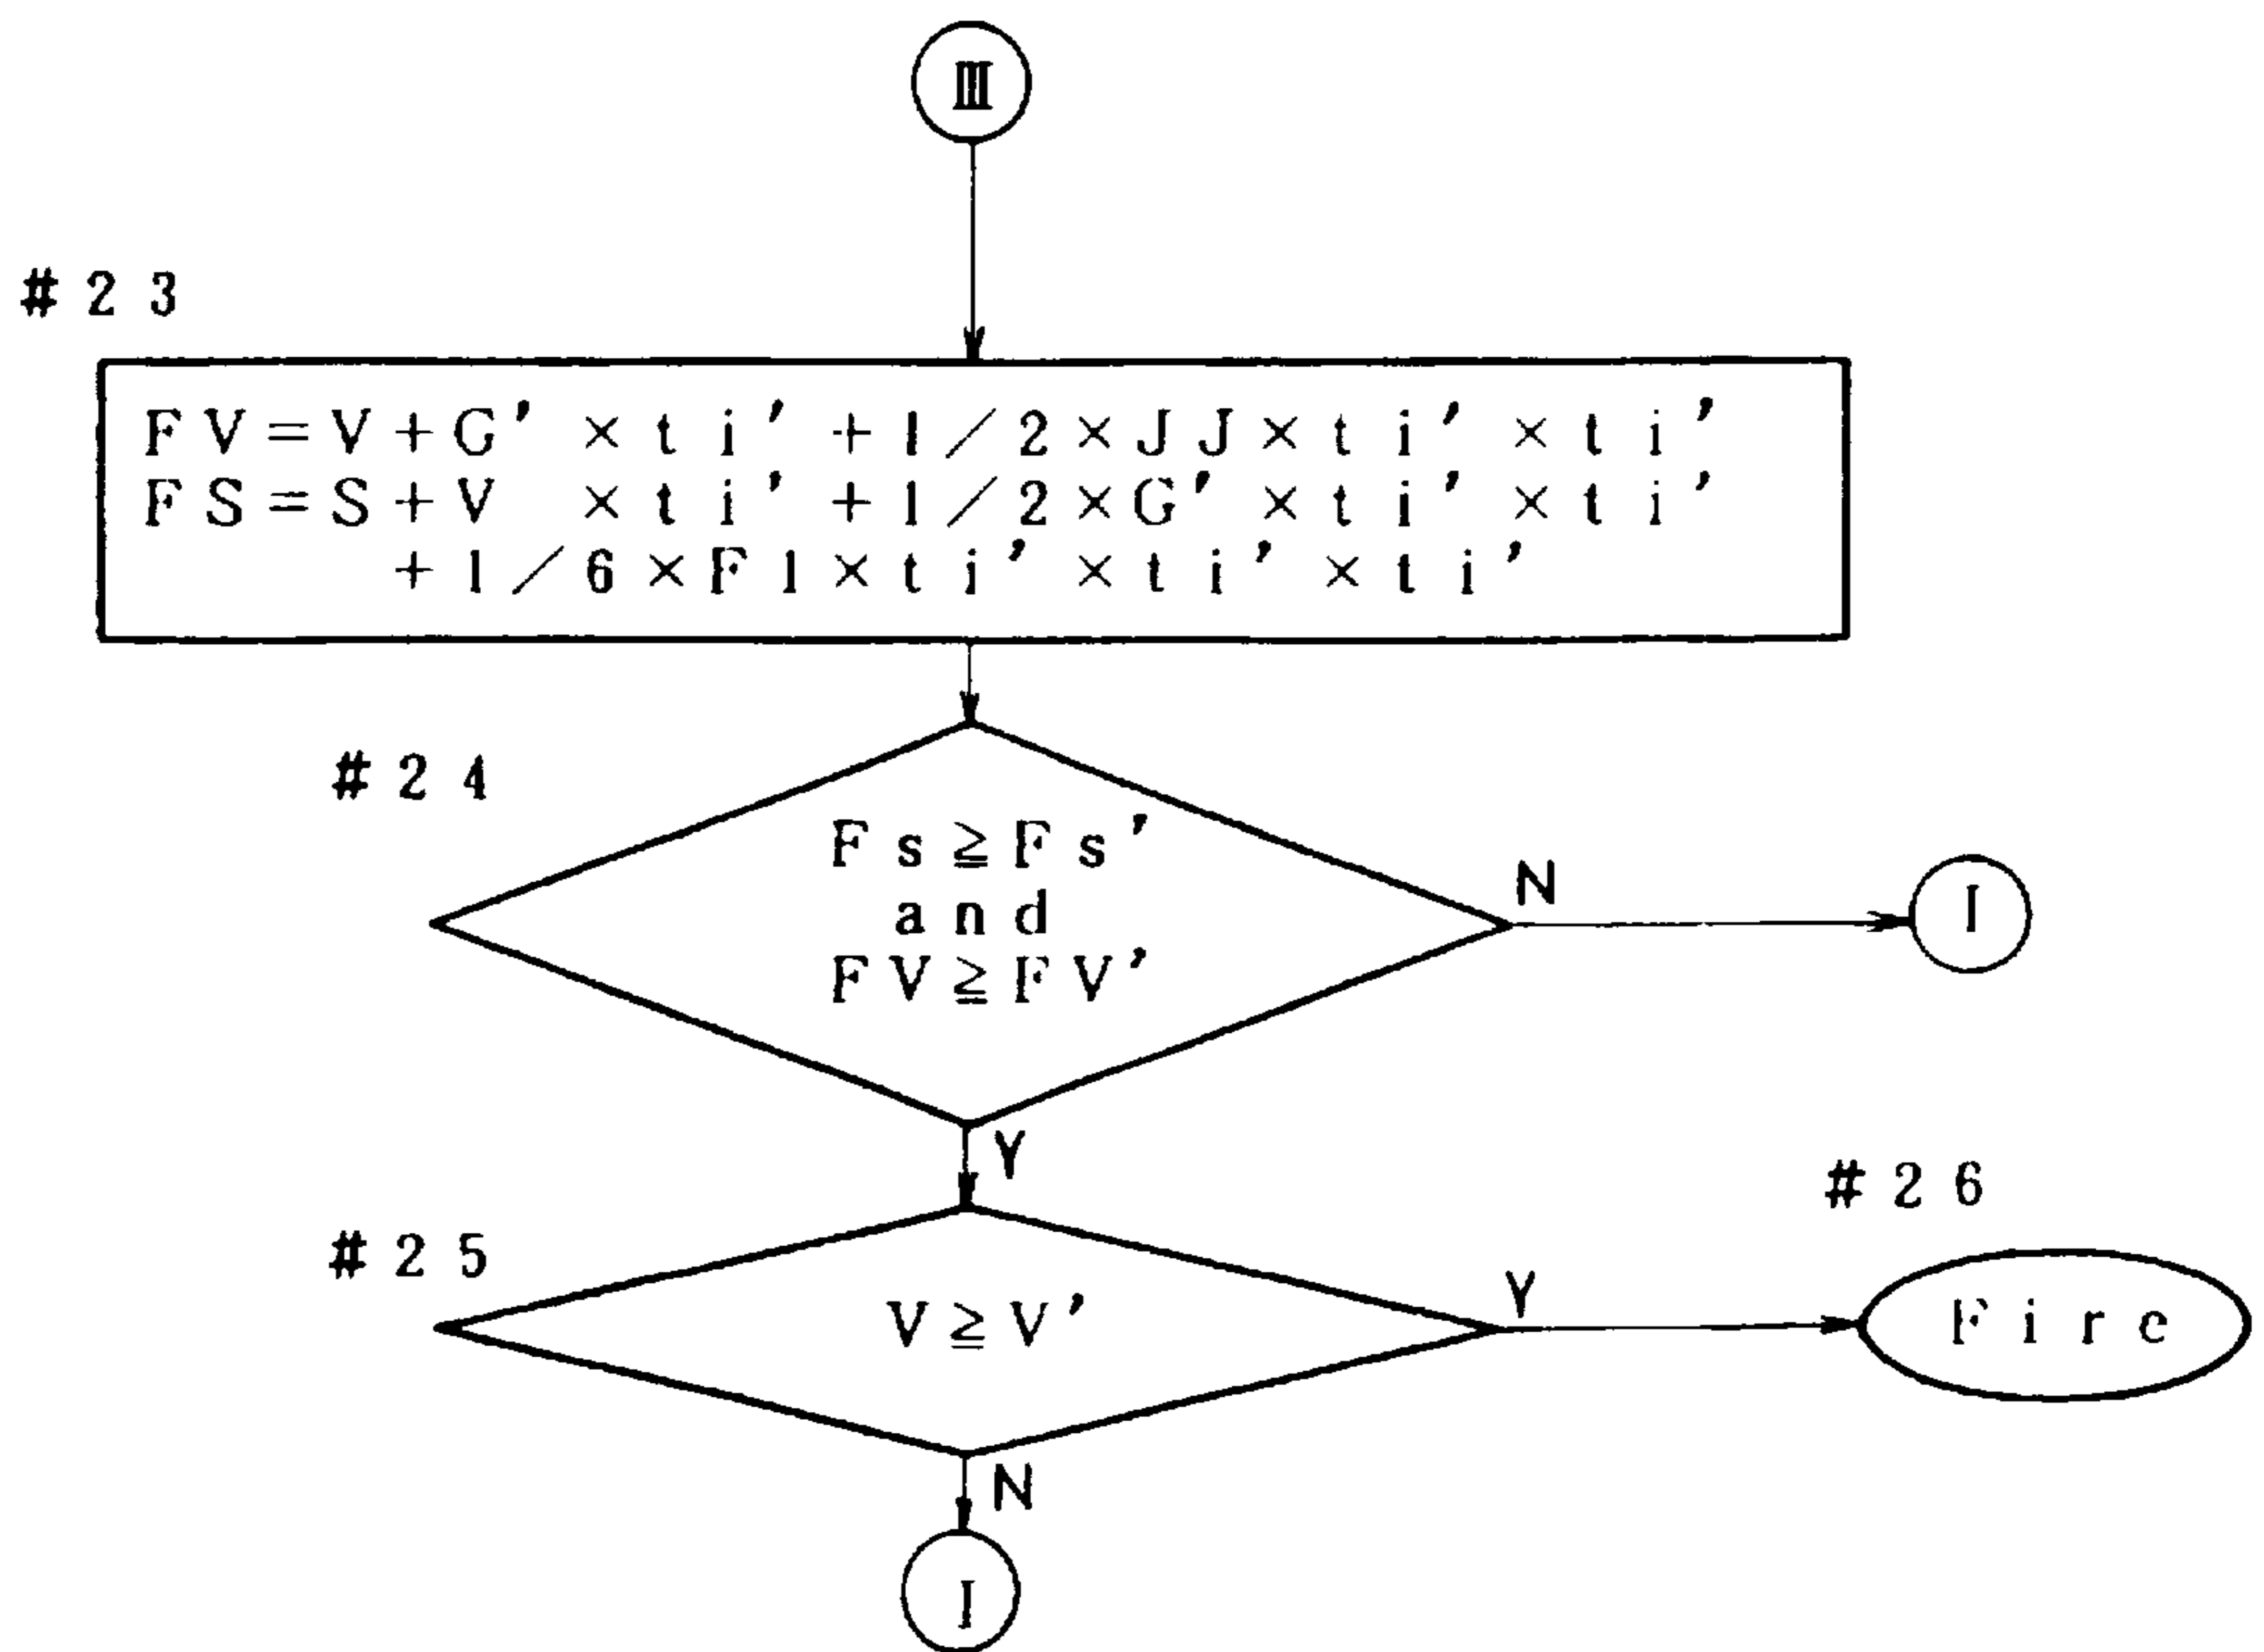 Ⅲ
#23
FV=V+G'×ti'+1/2×JJ×ti'×ti'
FS=S+V ×ti'+1/2×G'×ti'×ti'
+1/6×F1×ti'×ti'×ti'
#24
Fs≧Fs'
and
FV≧FV'
N
I
Y
#25
V≧V'
Y
#26
Fire
N
I